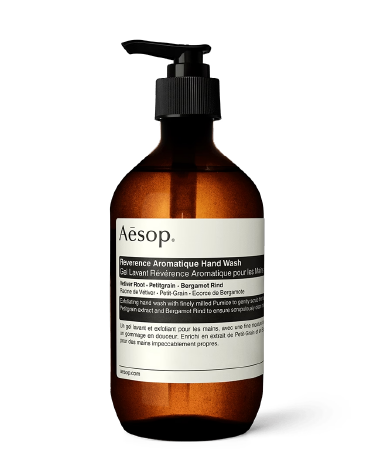 Aēsop®
Reverence Aromatique Hand Wash
Gel Lavant Révérence Aromatique pour les Mains
Vetiver Root - Petitgrain - Bergamot Rind
Racine de Vétiver - Petit-Grain - Ecorce de Bergamote
Exfoliating hand wash with finely milled Pumice to gently scrub
Petitgrain extract and Bergamot Rind to ensure scrupulously
Un gel lavant et exfoliant pour les mains, avec une fine
un gommage en douceur. Enrichi en extrait de Petit-Grain et
pour des mains impeccablement propres.
aesop.com